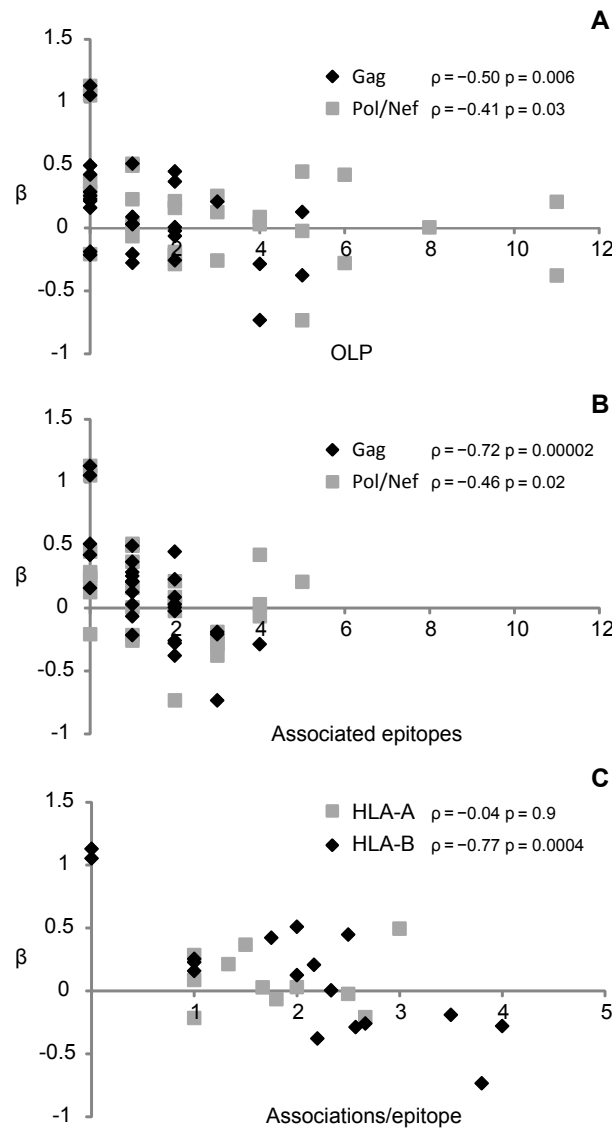 A
1.5
1
0.5
0
-0.5
-1
β
Gag ρ = −0.50 p = 0.006
Pol/Nef ρ = −0.41 p = 0.03
2 4 6 8 10 12
OLP
B
1.5
1
0.5
0
-0.5
-1
β
Gag ρ = −0.72 p = 0.00002
Pol/Nef ρ = −0.46 p = 0.02
2 4 6 8 10 12
Associated epitopes
C
1.5
1
0.5
0
-0.5
-1
β
HLA-A ρ = −0.04 p = 0.9
HLA-B ρ = −0.77 p = 0.0004
1 2 3 4 5
Associations/epitope